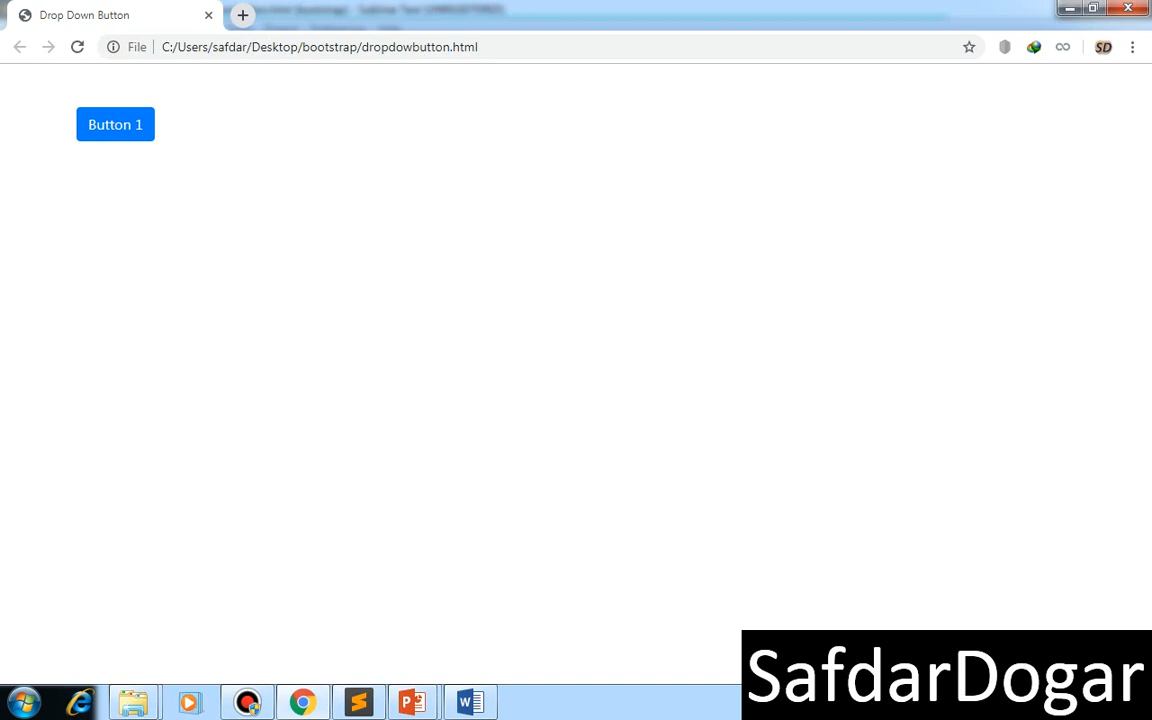 Drop Down Button
File
C:/Users/safdar/Desktop/bootstrap/dropdowbutton.html
SD
Button 1
SafdarDogar